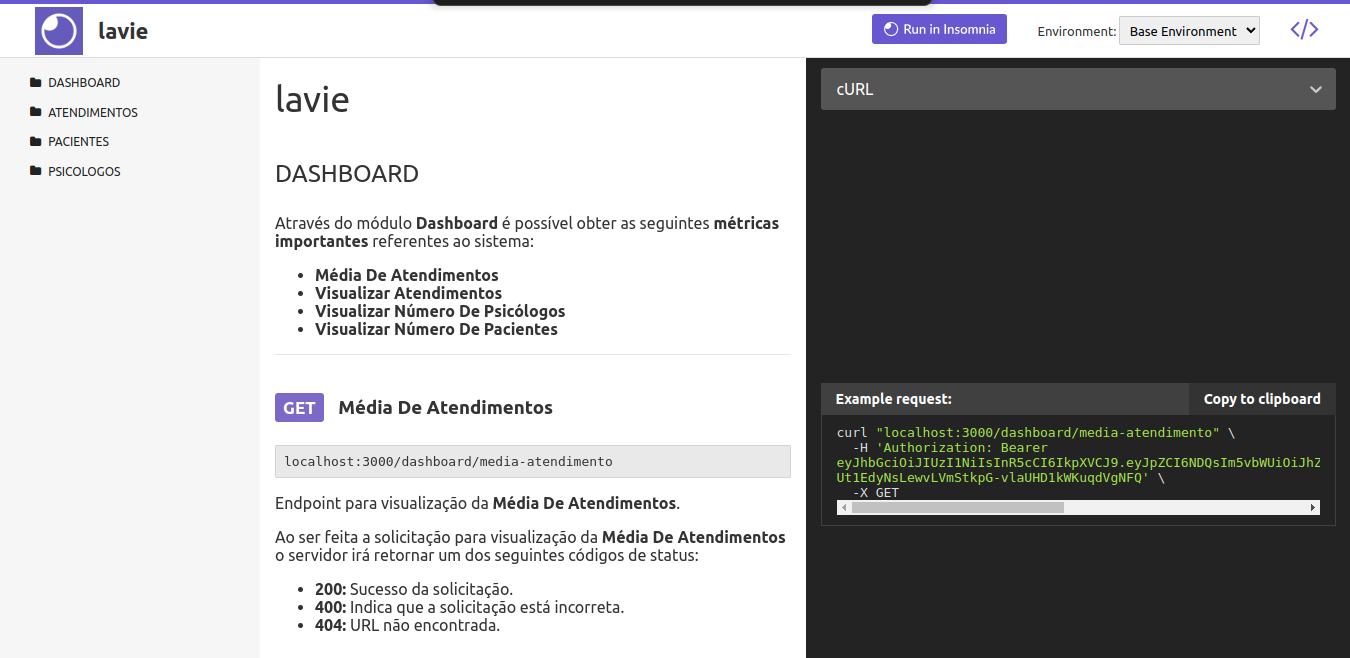 lavie
Run in Insomnia
Environment:
Base Environment
</>
DASHBOARD
ATENDIMENTOS
PACIENTES
PSICOLOGOS
lavie
DASHBOARD
Através do módulo Dashboard é possível obter as seguintes métricas
importantes referentes ao sistema:
• Média De Atendimentos
• Visualizar Atendimentos
• Visualizar Número De Psicólogos
• Visualizar Número De Pacientes
GET Média De Atendimentos
localhost:3000/dashboard/media-atendimento
Endpoint para visualização da Média De Atendimentos.
Ao ser feita a solicitação para visualização da Média De Atendimentos
o servidor irá retornar um dos seguintes códigos de status:
• 200: Sucesso da solicitação.
• 400: Indica que a solicitação está incorreta.
• 404: URL não encontrada.
cURL
Example request:
Copy to clipboard
curl "localhost:3000/dashboard/media-atendimento" \
-H 'Authorization: Bearer
eyJhbGciOiJIUzI1NiIsInR5cCI6IkpXVCJ9.eyJpZCI6NDQsIm5vbWUiOiJhZ
Ut1EdyNsLewvLVmStkpG-vlaUHD1kWKuqdVgNFQ' \
-X GET